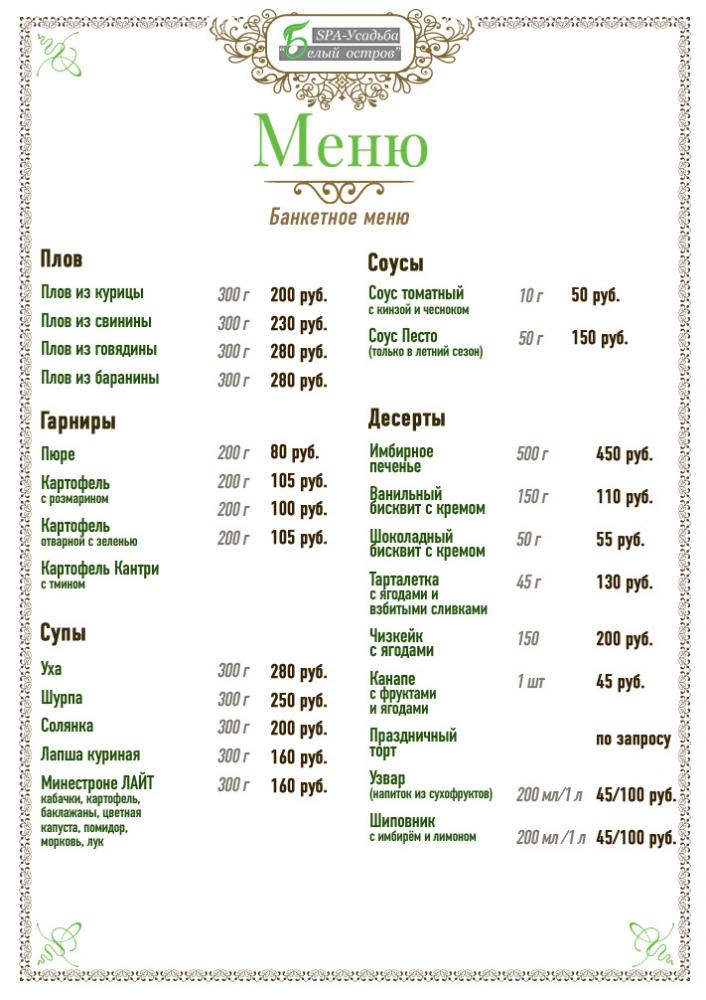 SPA-Усадьба
"Белый остров"
Меню
Банкетное меню
Плов
Плов из курицы 300 г 200 руб.
Плов из свинины 300 г 230 руб.
Плов из говядины 300 г 280 руб.
Плов из баранины 300 г 280 руб.
Гарниры
Пюре 200 г 80 руб.
Картофель 200 г 105 руб.
с розмарином
200 г 100 руб.
Картофель 200 г 105 руб.
отварной с зеленью
Картофель Кантри
с тмином
Супы
Уха 300 г 280 руб.
Шурпа 300 г 250 руб.
Солянка 300 г 200 руб.
Лапша куриная 300 г 160 руб.
Минестроне ЛАЙТ 300 г 160 руб.
кабачки, картофель,
баклажаны, цветная
капуста, помидор,
морковь, лук
Соусы
Соус томатный 10 г 50 руб.
с кинзой и чесноком
Соус Песто 50 г 150 руб.
(только в летний сезон)
Десерты
Имбирное 500 г 450 руб.
печенье
Ванильный 150 г 110 руб.
бисквит с кремом
Шоколадный 50 г 55 руб.
бисквит с кремом
Тарталетка 45 г 130 руб.
с ягодами и
взбитыми сливками
Чизкейк 150 200 руб.
с ягодами
Канапе 1 шт 45 руб.
с фруктами
и ягодами
Праздничный по запросу
торт
Узвар
(напиток из сухофруктов) 200 мл/1 л 45/100 руб.
Шиповник
с имбирём и лимоном 200 мл/1 л 45/100 руб.